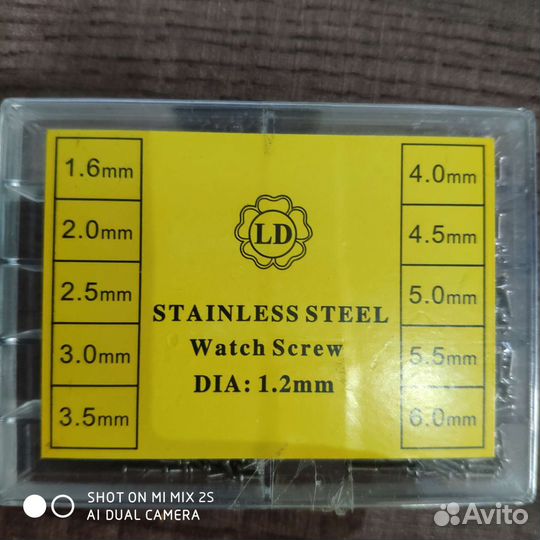 1.6mm
2.0mm
2.5mm
3.0mm
3.5mm
LD
STAINLESS STEEL
Watch Screw
DIA: 1.2mm
4.0mm
4.5mm
5.0mm
5.5mm
6.0mm
SHOT ON MI MIX 2S
AI DUAL CAMERA
Avito